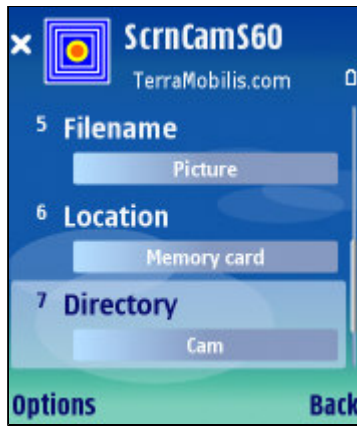 ScrnCamS60
TerraMobilis.com
5 Filename
Picture
6 Location
Memory card
7 Directory
Cam
Options Back